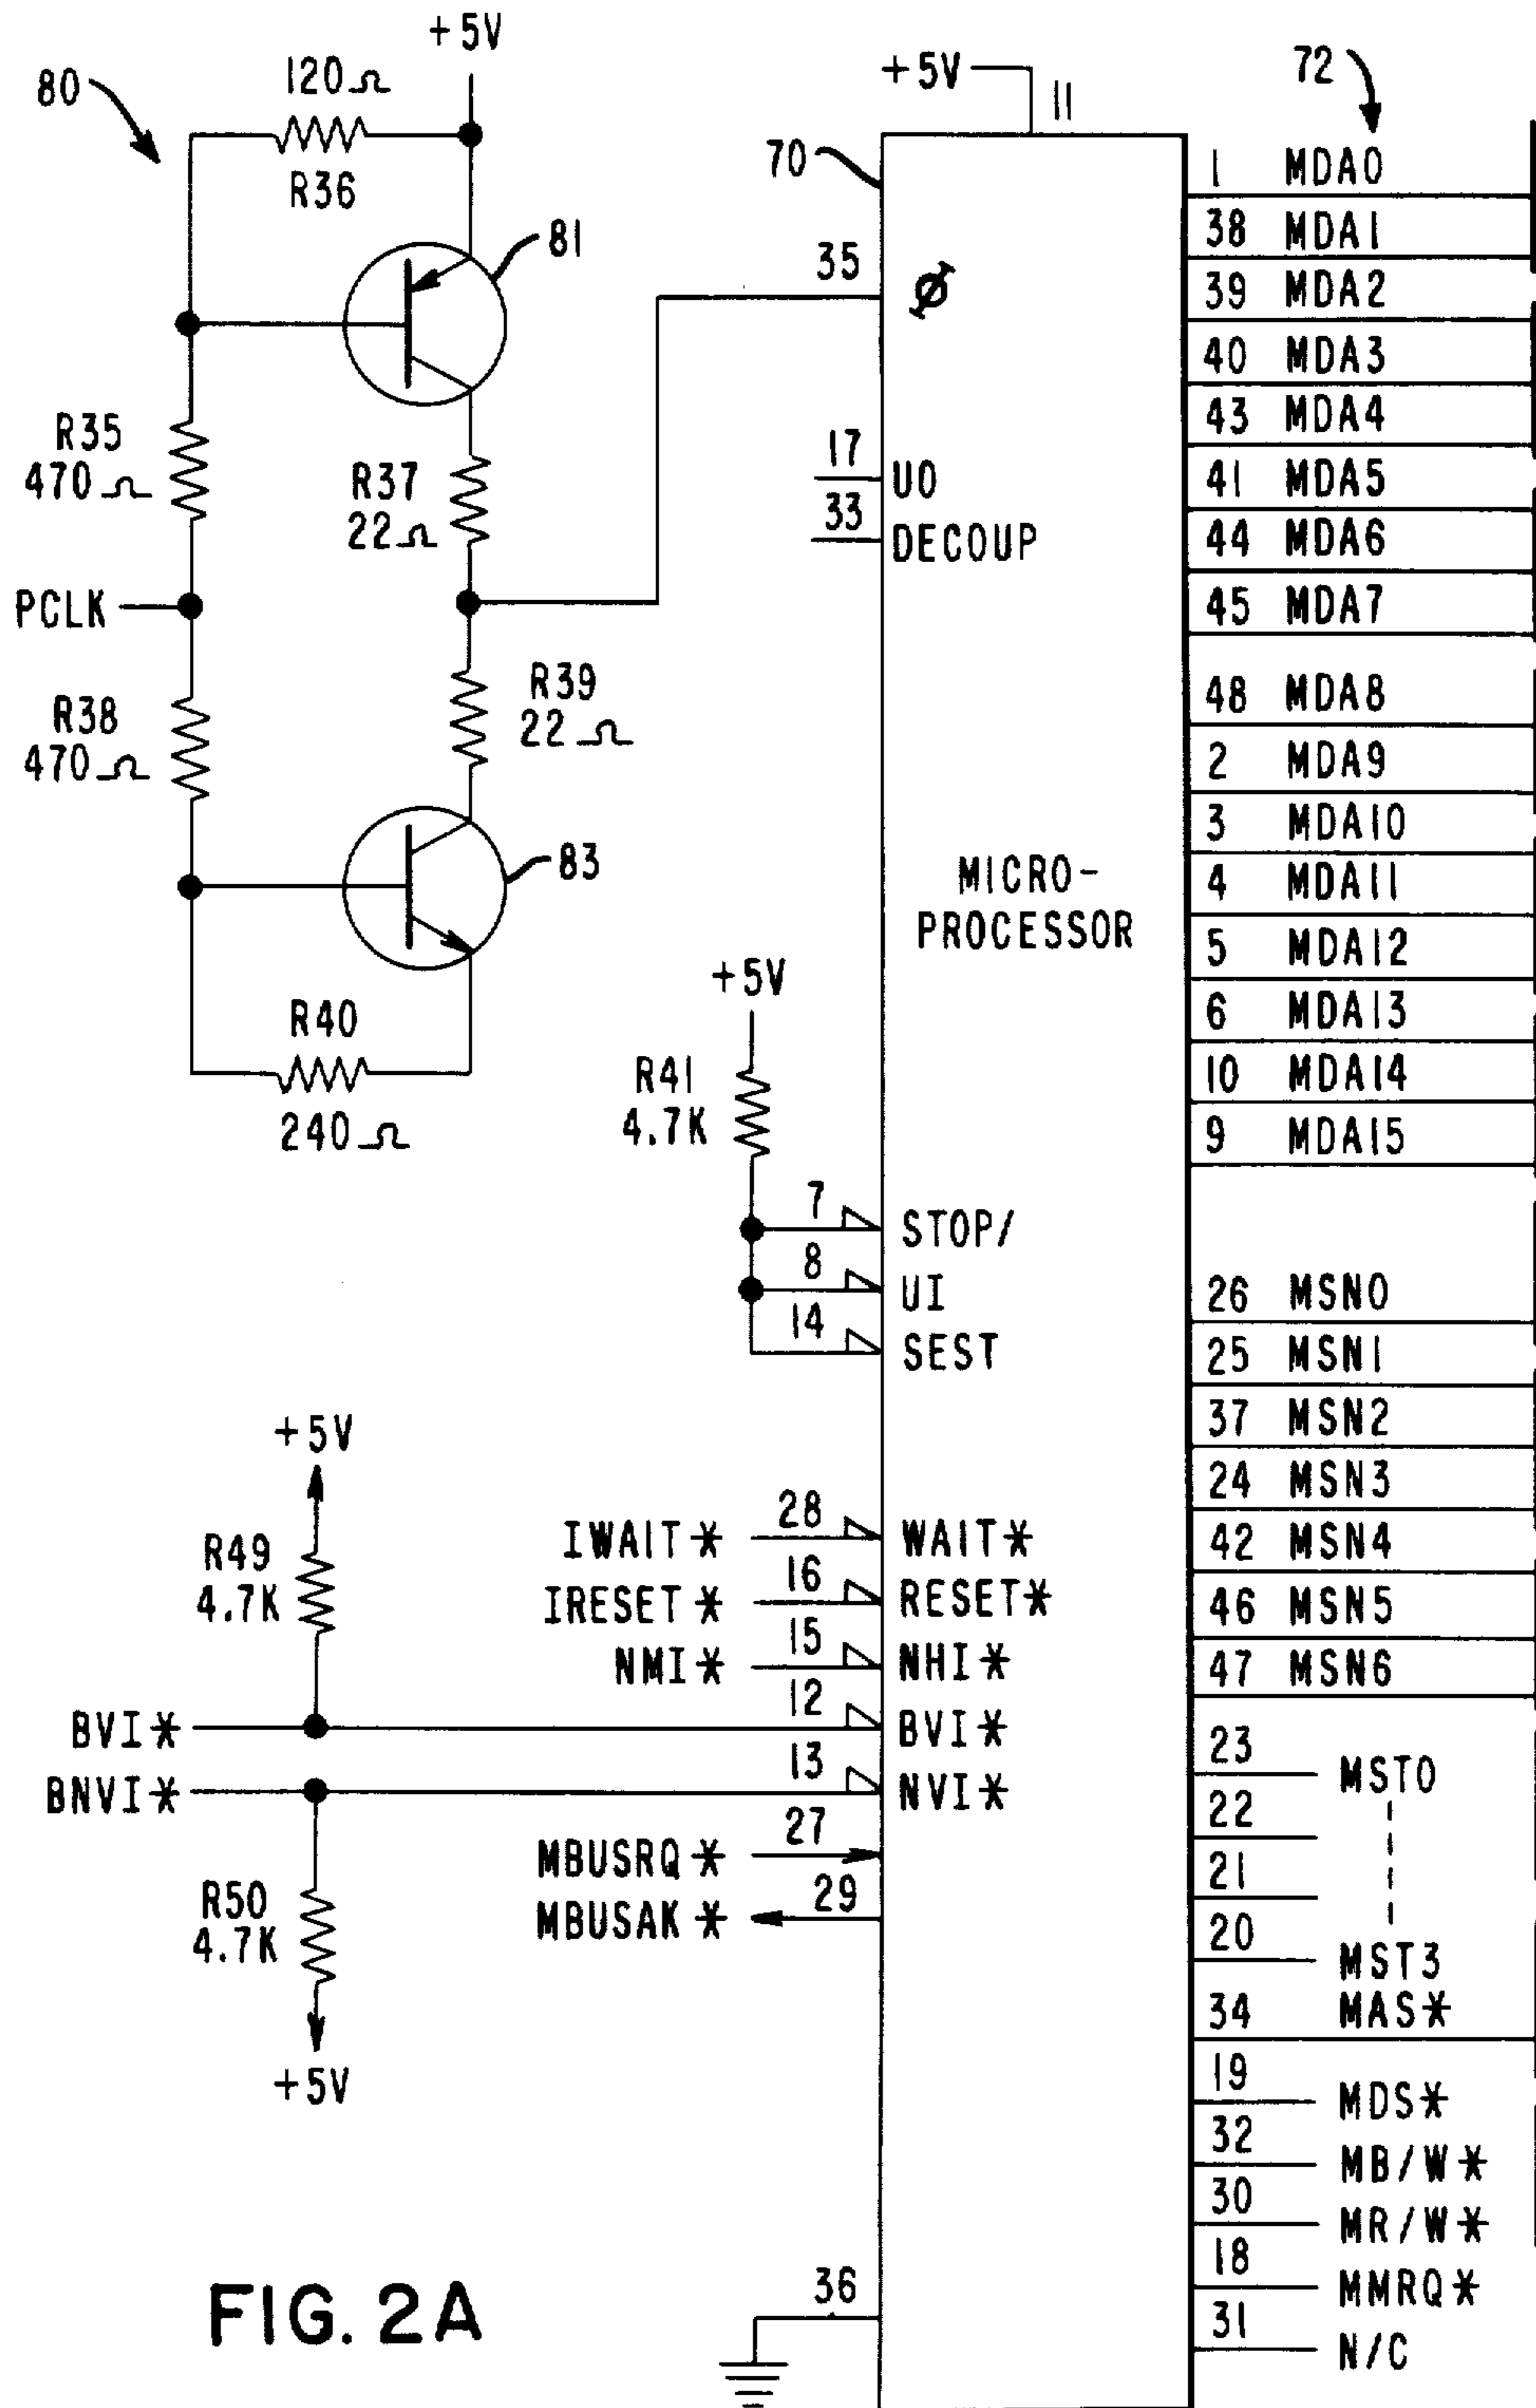 80
+5V
120Ω
R36
81
R35
470Ω
R37
22Ω
PCLK
R38
470Ω
R39
22Ω
83
R40
240Ω
+5V
11
70
72
35
ϕ
17
UO
33
DECOUP
MICRO-
PROCESSOR
+5V
R41
4.7K
7
STOP/
8
UI
14
SEST
+5V
R49
4.7K
IWAIT* 28 WAIT*
IRESET* 16 RESET*
NMI* 15 NHI*
BVI* 12 BVI*
BNVI* 13 NVI*
MBUSRQ* 27
MBUSAK* 29
R50
4.7K
+5V
36
1 MDA0
38 MDA1
39 MDA2
40 MDA3
43 MDA4
41 MDA5
44 MDA6
45 MDA7
48 MDA8
2 MDA9
3 MDA10
4 MDA11
5 MDA12
6 MDA13
10 MDA14
9 MDA15
26 MSN0
25 MSN1
37 MSN2
24 MSN3
42 MSN4
46 MSN5
47 MSN6
23 MST0
22
21
20 MST3
34 MAS*
19 MDS*
32 MB/W*
30 MR/W*
18 MMRQ*
31 N/C
FIG. 2A